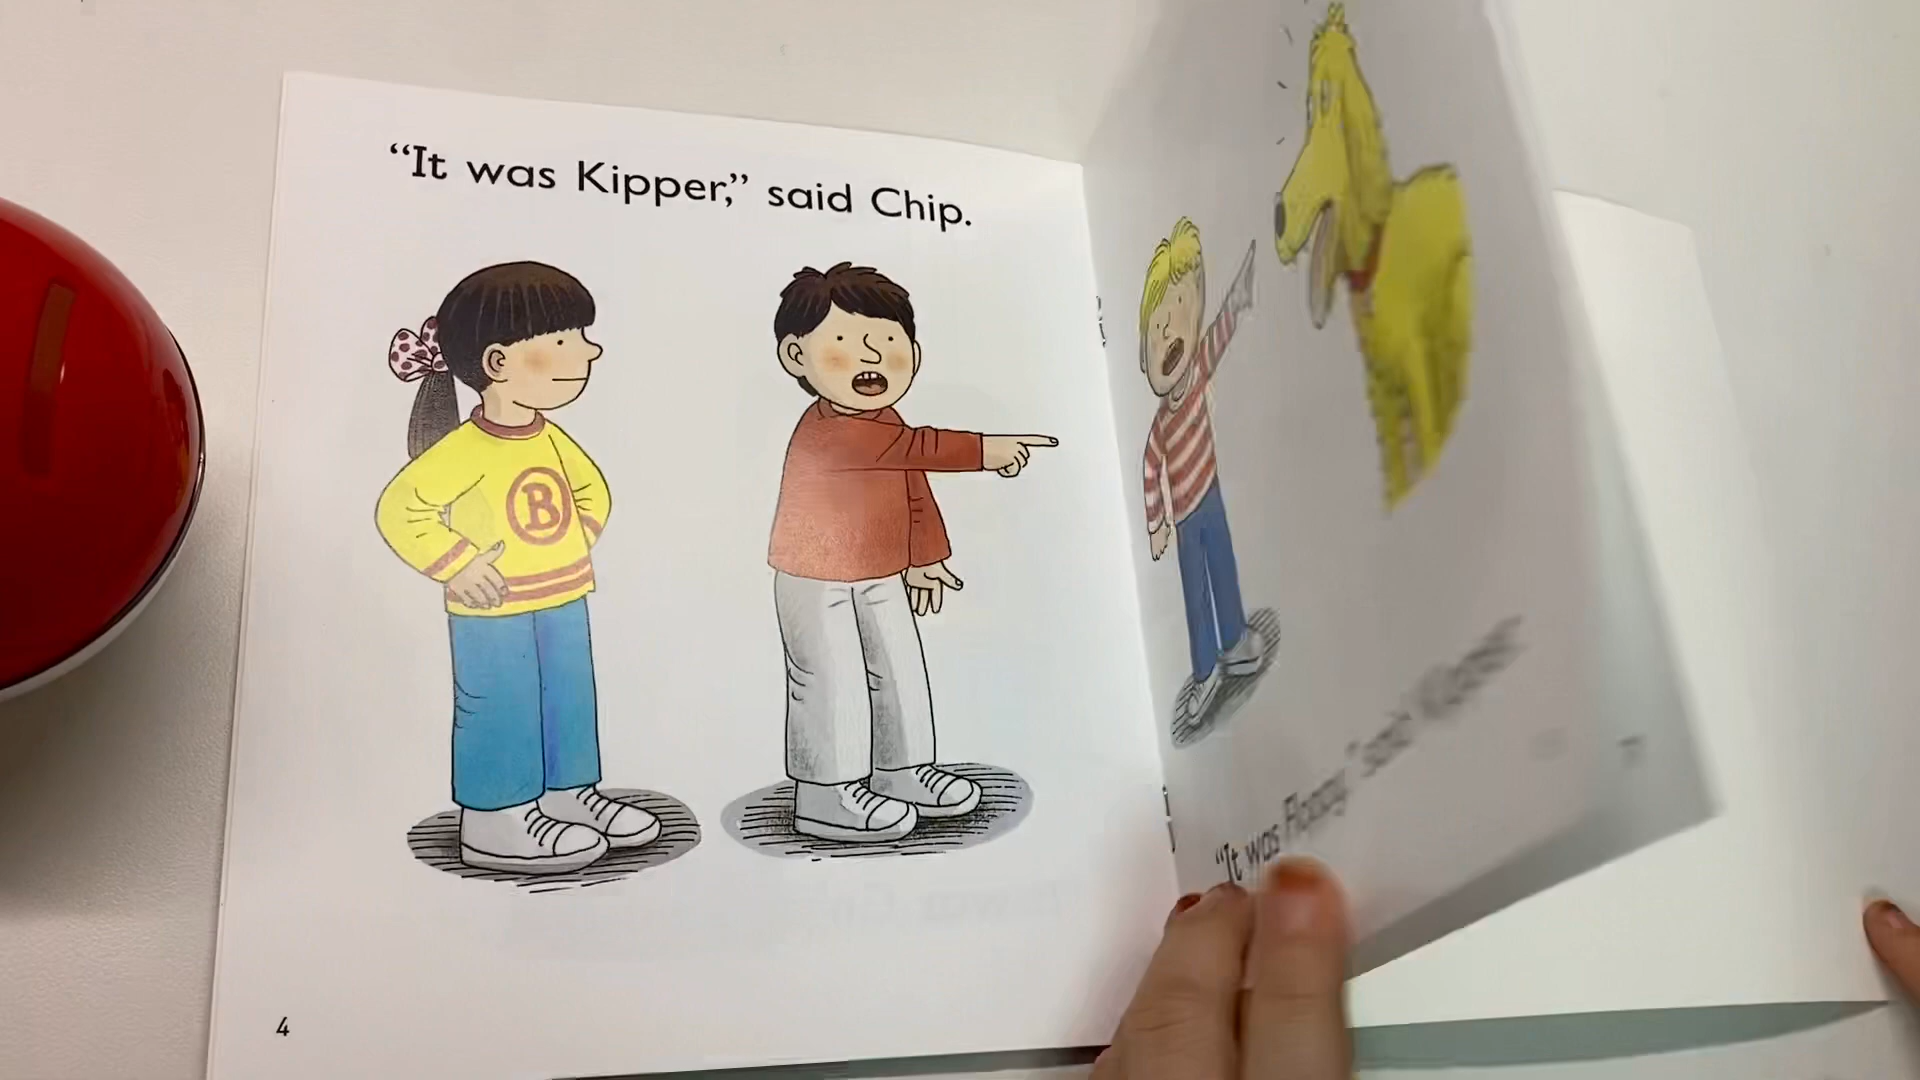 “It was Kipper,” said Chip.
B
“It was Floppy,” said Kipper.
4